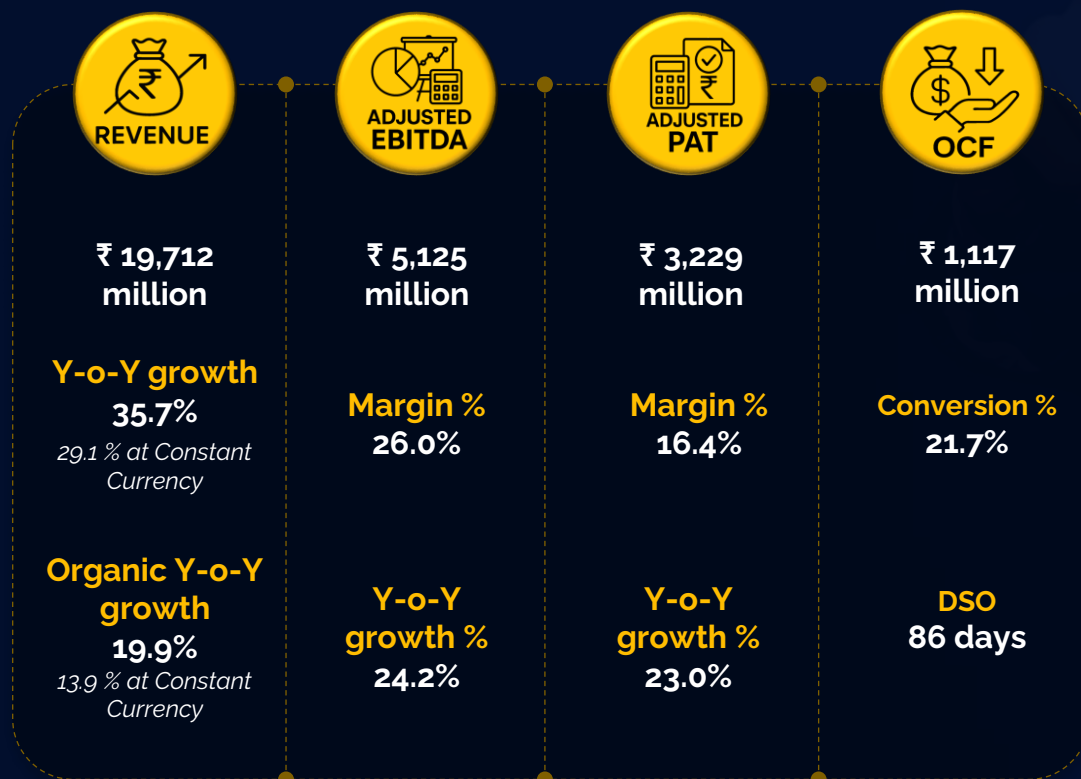 ₹
REVENUE
₹ 19,712
million
Y-o-Y growth
35.7%
29.1 % at Constant
Currency
Organic Y-o-Y
growth
19.9%
13.9 % at Constant
Currency
ADJUSTED
EBITDA
₹ 5,125
million
Margin %
26.0%
Y-o-Y
growth %
24.2%
₹
ADJUSTED
PAT
₹ 3,229
million
Margin %
16.4%
Y-o-Y
growth %
23.0%
$
OCF
₹ 1,117
million
Conversion %
21.7%
DSO
86 days